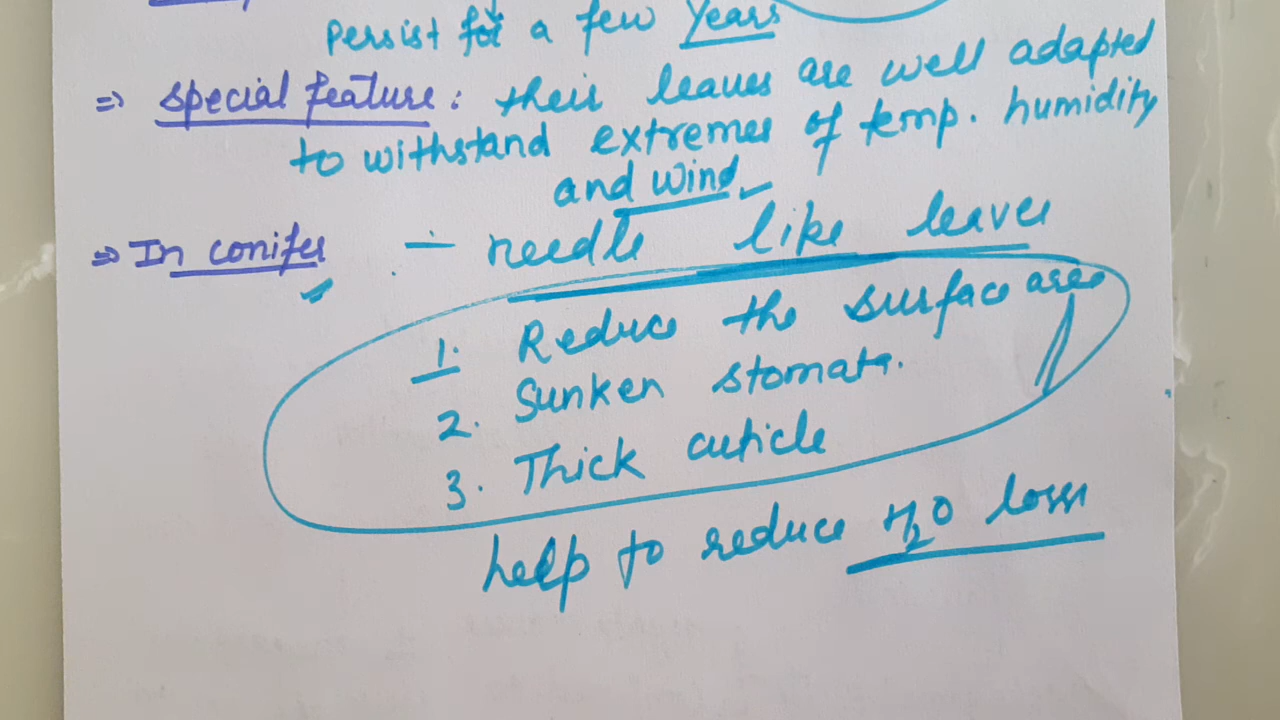 Persist for a few Years
⇒ special feature : their leaves are well adapted
to withstand extremes of temp. humidity
and wind
⇒ In conifer - needle like leaves
1. Reduce the surface area
2. Sunken stomata.
3. Thick cuticle
help to reduce H2O loss